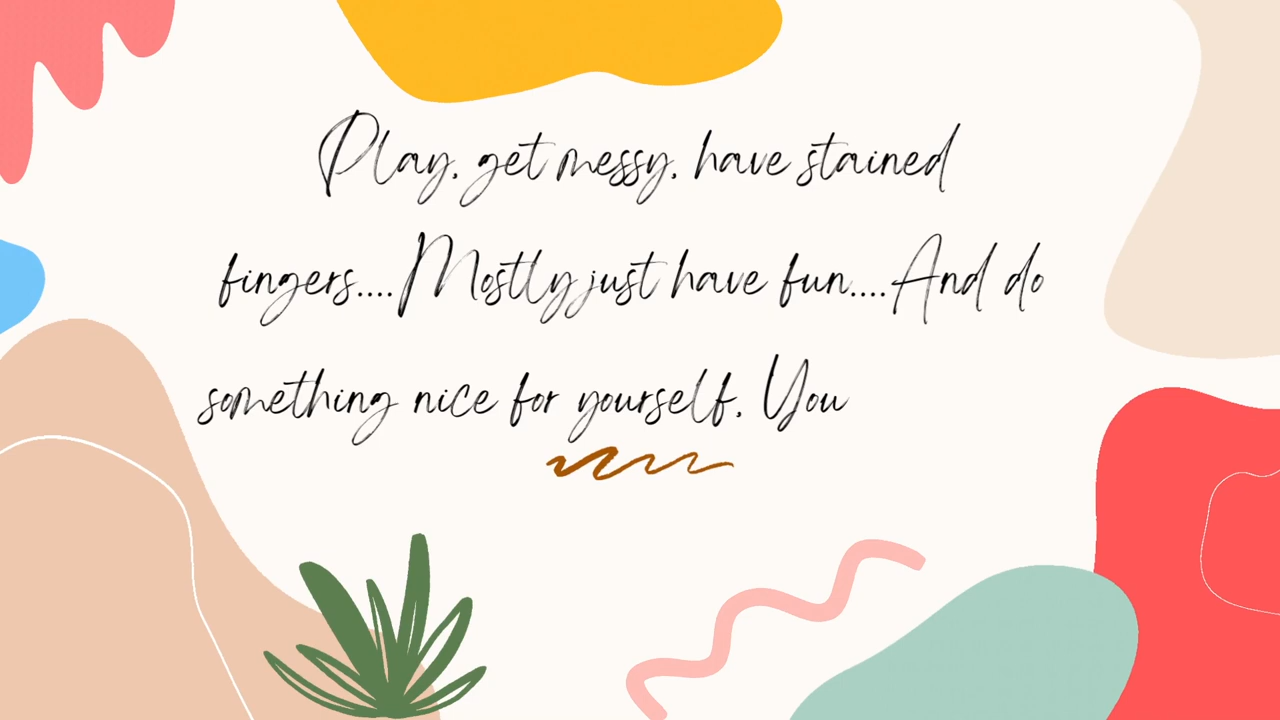 Play, get messy, have stained
fingers....Mostly just have fun....And do
something nice for yourself. You